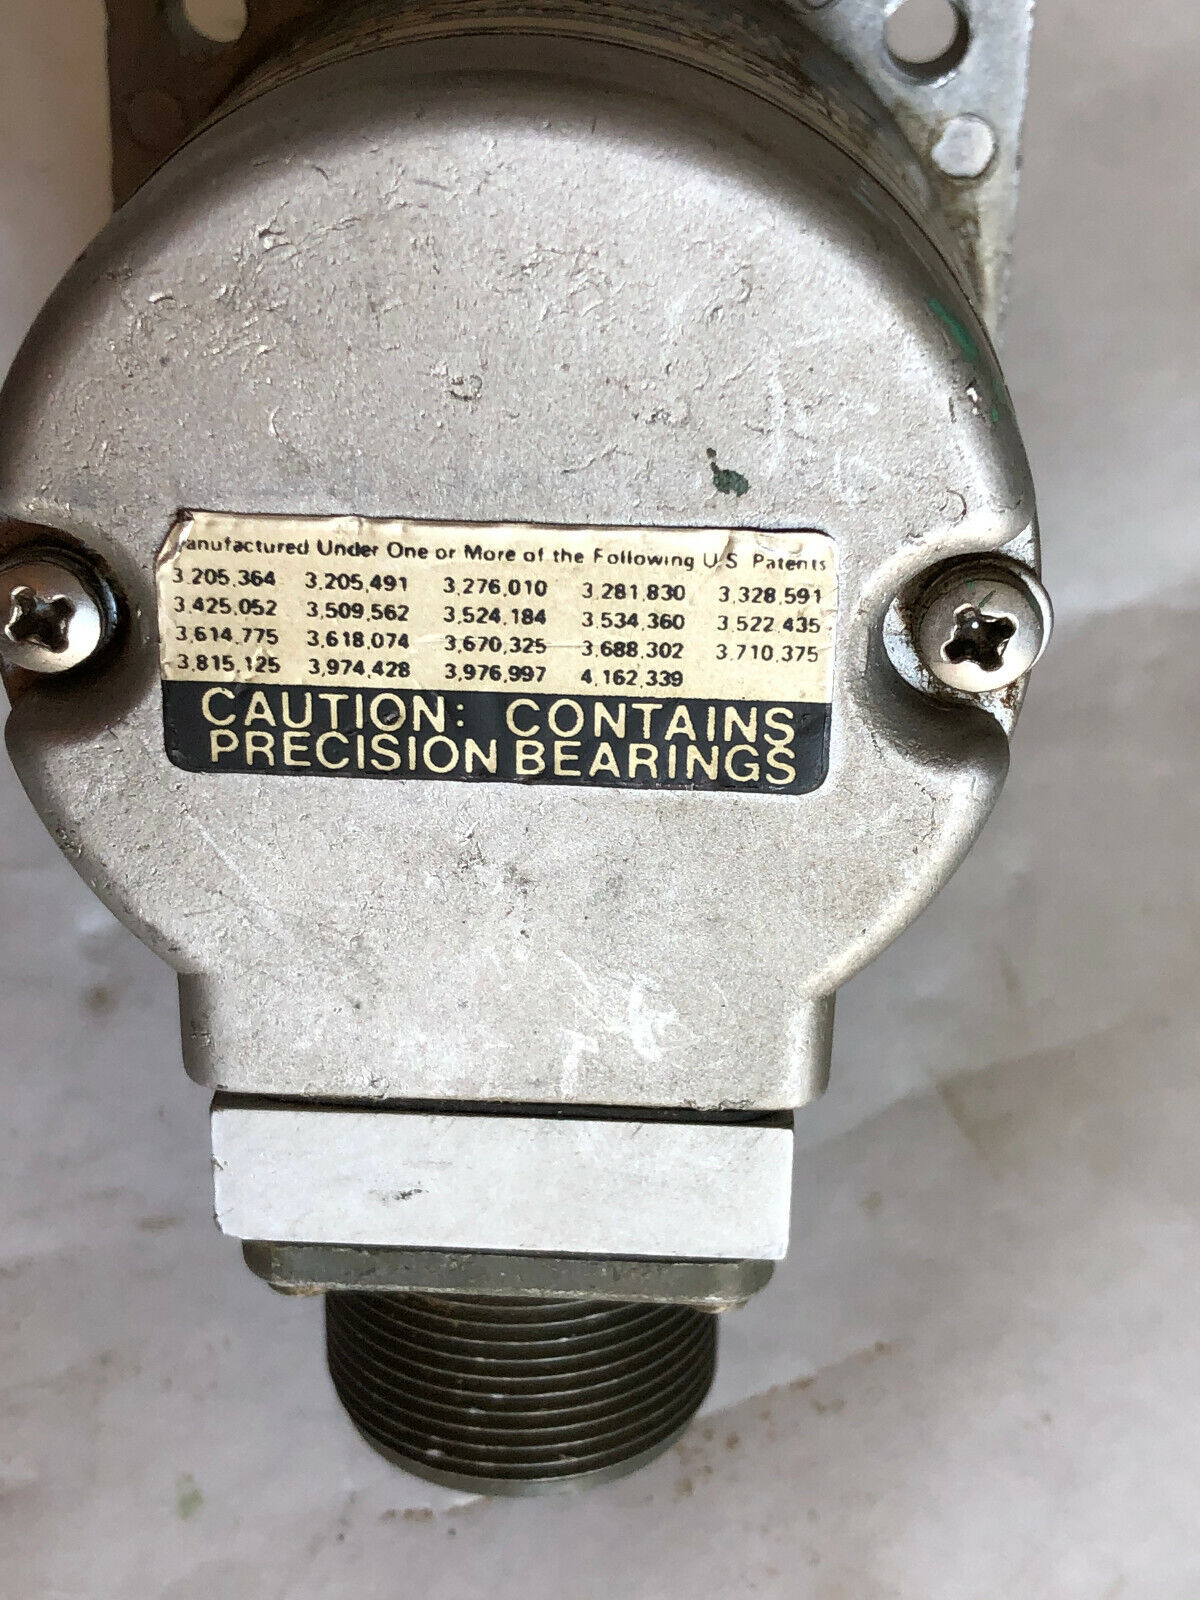 anufactured Under One or More of the Following U.S Patents
3,205,364 3,205,491 3,276,010 3,281,830 3,328,591
3,425,052 3,509,562 3,524,184 3,534,360 3,522,435
3,614,775 3,618,074 3,670,325 3,688,302 3,710,375
3,815,125 3,974,428 3,976,997 4,162,339
CAUTION: CONTAINS
PRECISION BEARINGS